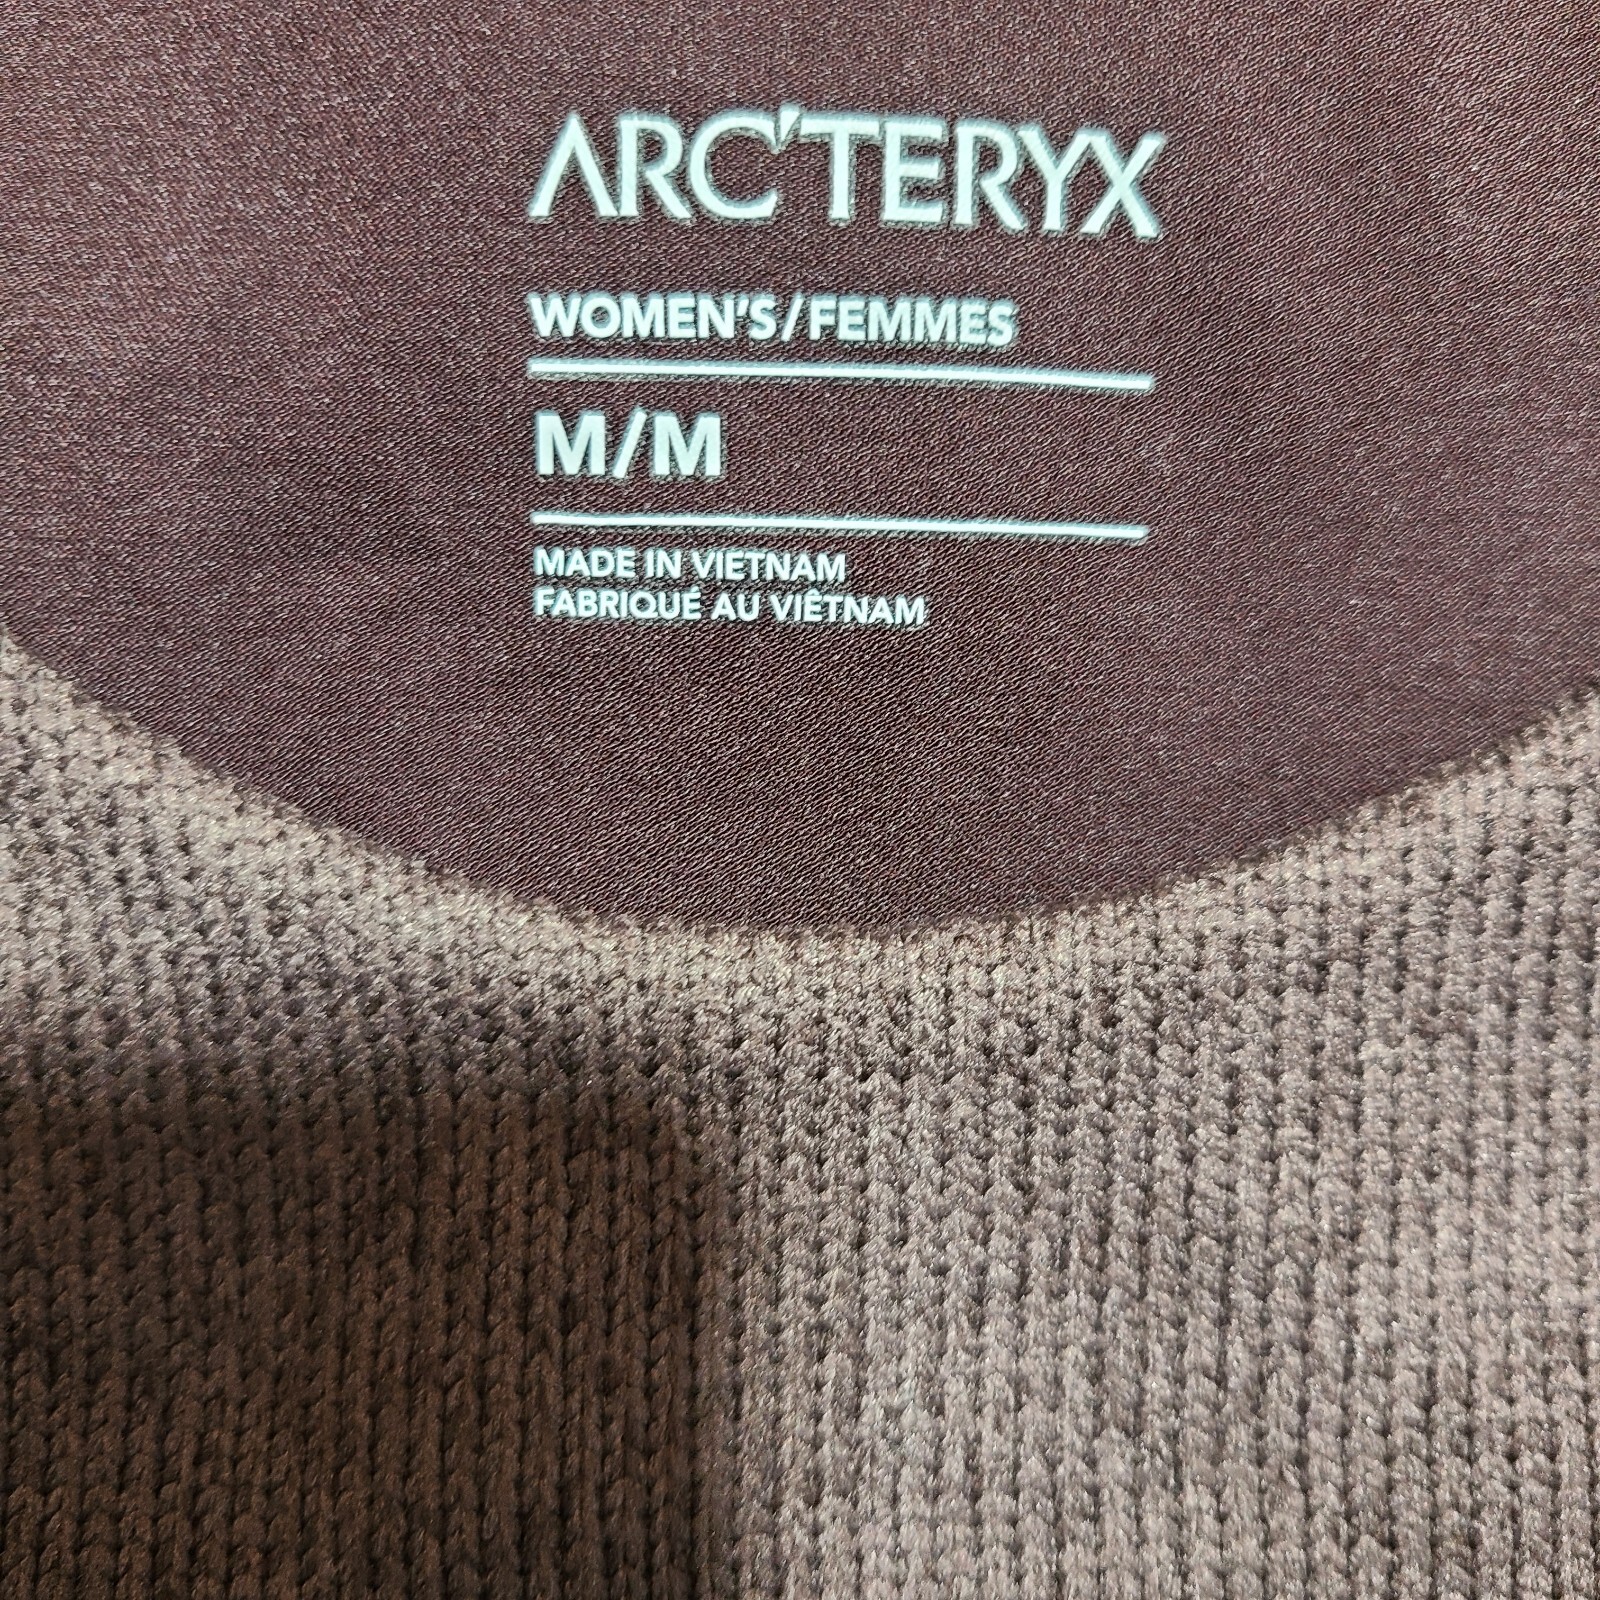 ARC'TERYX
WOMEN'S/FEMMES
M/M
MADE IN VIETNAM
FABRIQUÉ AU VIÊTNAM